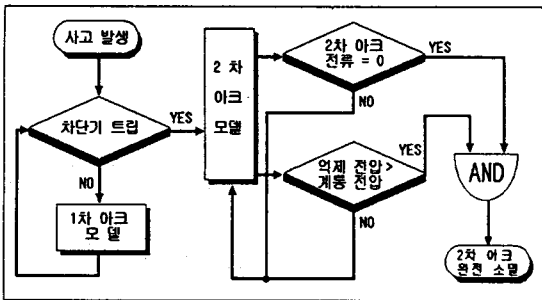 사고 발생
차단기 트립
YES
NO
1차 아크
모 델
2 차
아 크
모 델
2차 아크
전류 = 0
YES
NO
억제 전압>
계통 전압
YES
NO
AND
2차 아크
완전 소멸